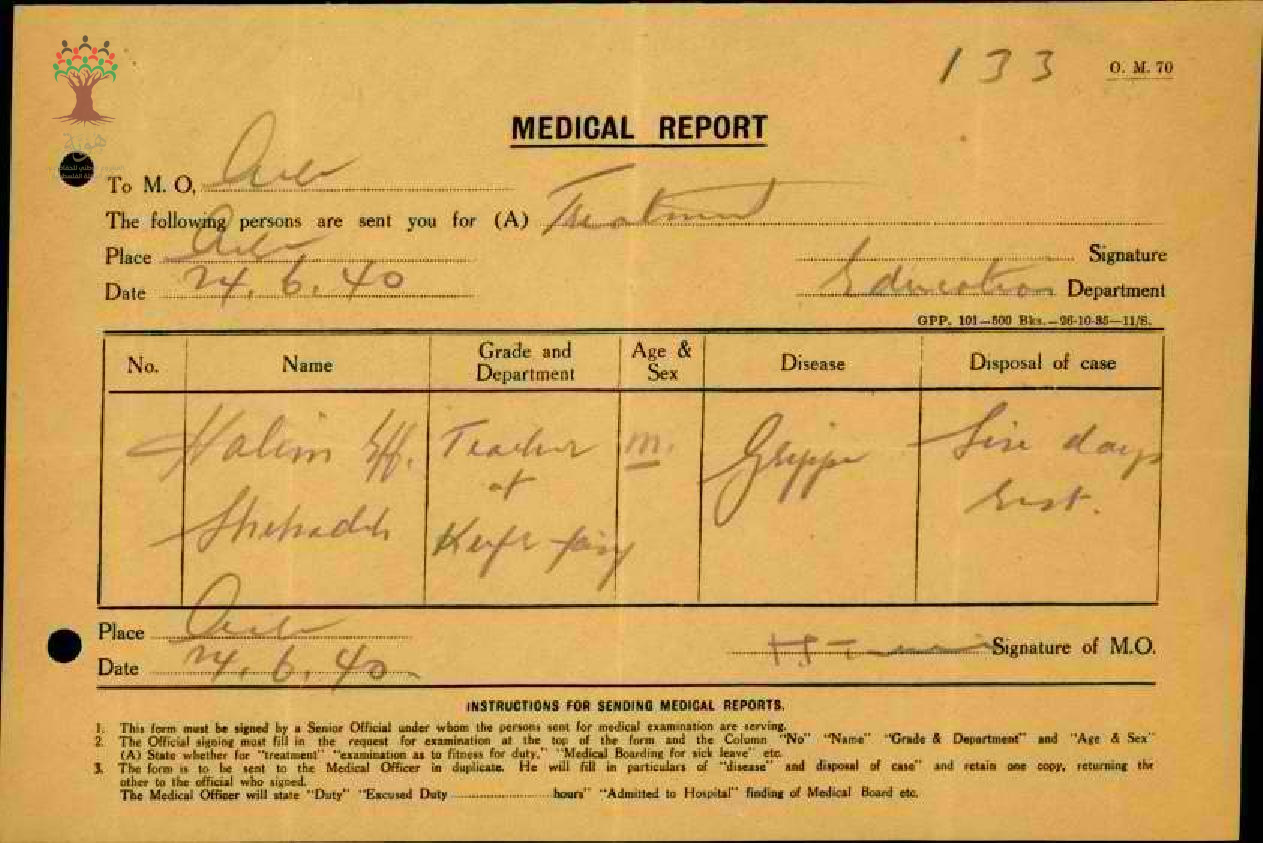 133
O. M. 70
هوية
MEDICAL REPORT
To M. O, Acre
The following persons are sent you for (A) Treatment
Place Acre
Signature
Date 24. 6. 40
Education Department
GPP. 101—500 Bks.—26-10-35—11/S.
No. Name Grade and Department Age & Sex Disease Disposal of case
Halim Eff. Teacher M. Grippe days
at
Shehadeh Kufr rest.
Place Acre
Signature of M.O.
Date 24. 6. 40
INSTRUCTIONS FOR SENDING MEDICAL REPORTS.
1. This form must be signed by a Senior Official under whom the persons sent for medical examination are serving.
2. The Official signing must fill in the request for examination at the top of the form and the Column "No" "Name" "Grade & Department" and "Age & Sex"
(A) State whether for "treatment" "examination as to fitness for duty," "Medical Boarding for sick leave" etc.
3. The form is to be sent to the Medical Officer in duplicate. He will fill in particulars of "disease" and disposal of case" and retain one copy, returning the
other to the official who signed.
The Medical Officer will state "Duty" "Excused Duty ........ hours" "Admitted to Hospital" finding of Medical Board etc.